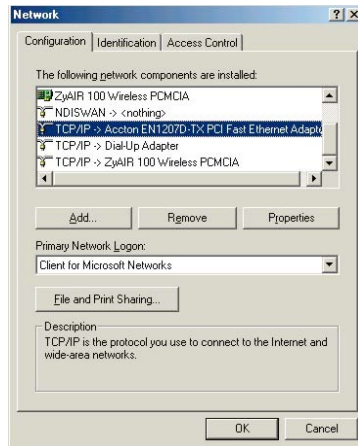 Network
Configuration Identification Access Control
The following network components are installed:
ZyAIR 100 Wireless PCMCIA
NDISWAN -> <nothing>
TCP/IP -> Accton EN1207D-TX PCI Fast Ethernet Adapte
TCP/IP -> Dial-Up Adapter
TCP/IP -> ZyAIR 100 Wireless PCMCIA
Add... Remove Properties
Primary Network Logon:
Client for Microsoft Networks
File and Print Sharing...
Description
TCP/IP is the protocol you use to connect to the Internet and
wide-area networks.
OK Cancel